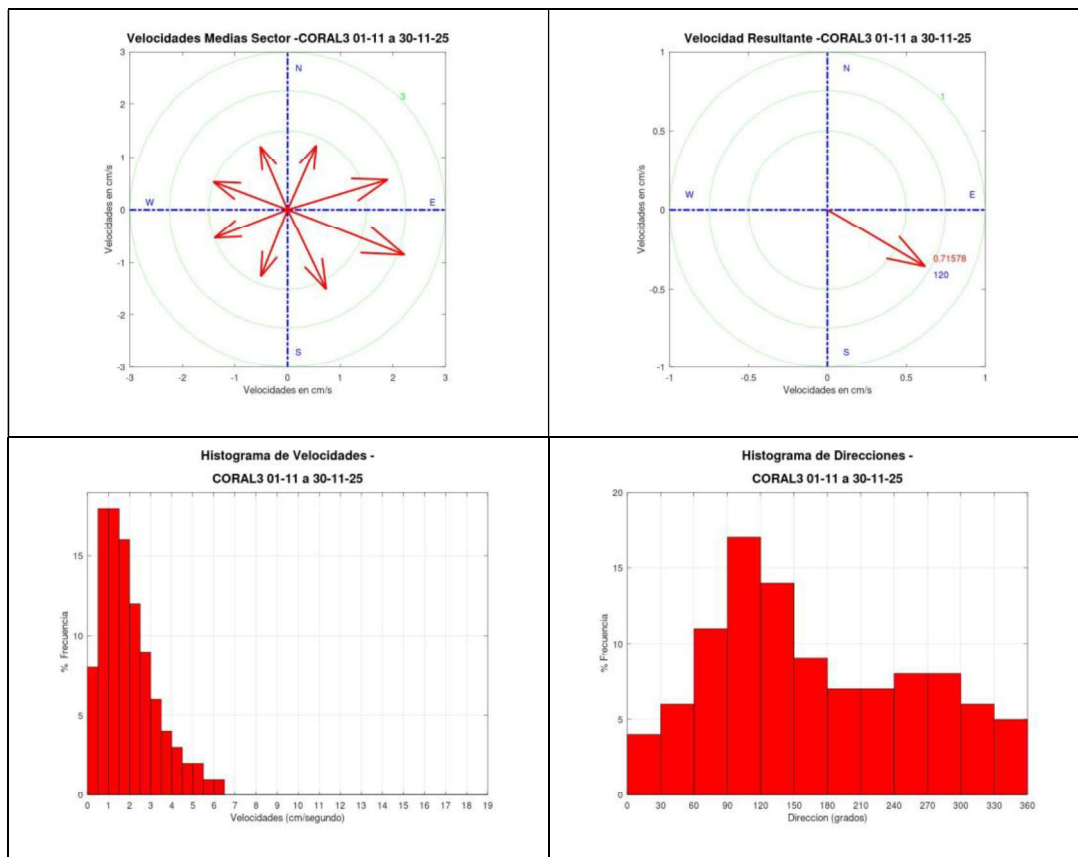 Velocidades Medias Sector -CORAL3 01-11 a 30-11-25
3
N
3
2
1
W
E
0
-1
-2
S
-3
-3
-2
-1
0
1
2
3
Velocidades en cm/s
Velocidades en cm/s
Velocidad Resultante -CORAL3 01-11 a 30-11-25
1
N
1
0.5
W
E
0
0.71578
120
-0.5
S
-1
-1
-0.5
0
0.5
1
Velocidades en cm/s
Velocidades en cm/s
Histograma de Velocidades -
CORAL3 01-11 a 30-11-25
15
10
5
0
% Frecuencia
0 1 2 3 4 5 6 7 8 9 10 11 12 13 14 15 16 17 18 19
Velocidades (cm/segundo)
Histograma de Direcciones -
CORAL3 01-11 a 30-11-25
20
15
10
5
0
% Frecuencia
0 30 60 90 120 150 180 210 240 270 300 330 360
Direccion (grados)